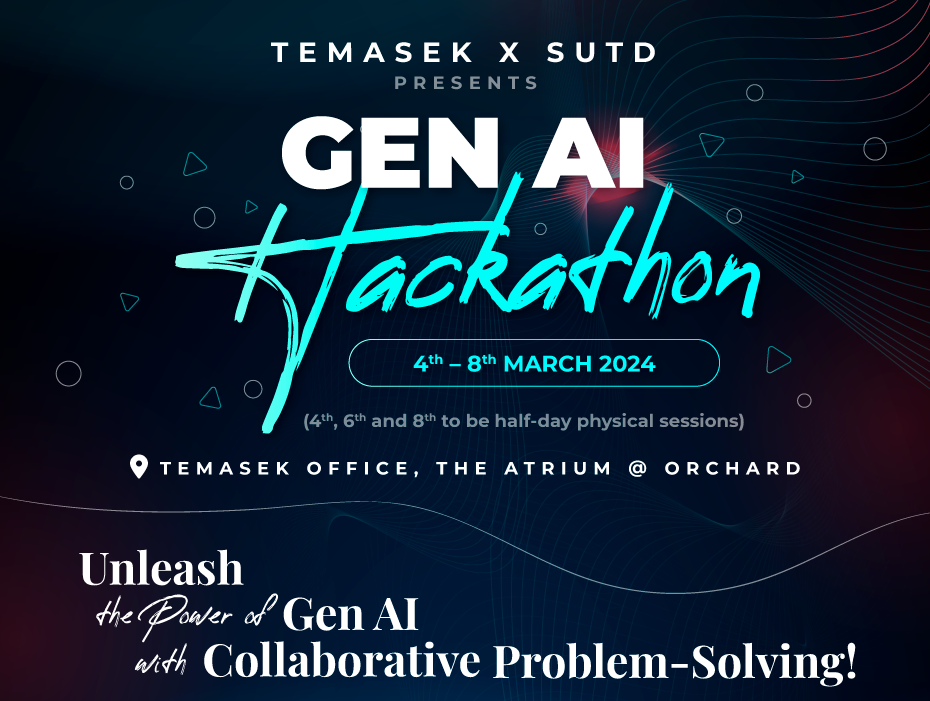 TEMASEK X SUTD
PRESENTS
GEN AI
Hackathon
4th – 8th MARCH 2024
(4th, 6th and 8th to be half-day physical sessions)
TEMASEK OFFICE, THE ATRIUM @ ORCHARD
Unleash
the Power of Gen AI
with Collaborative Problem-Solving!